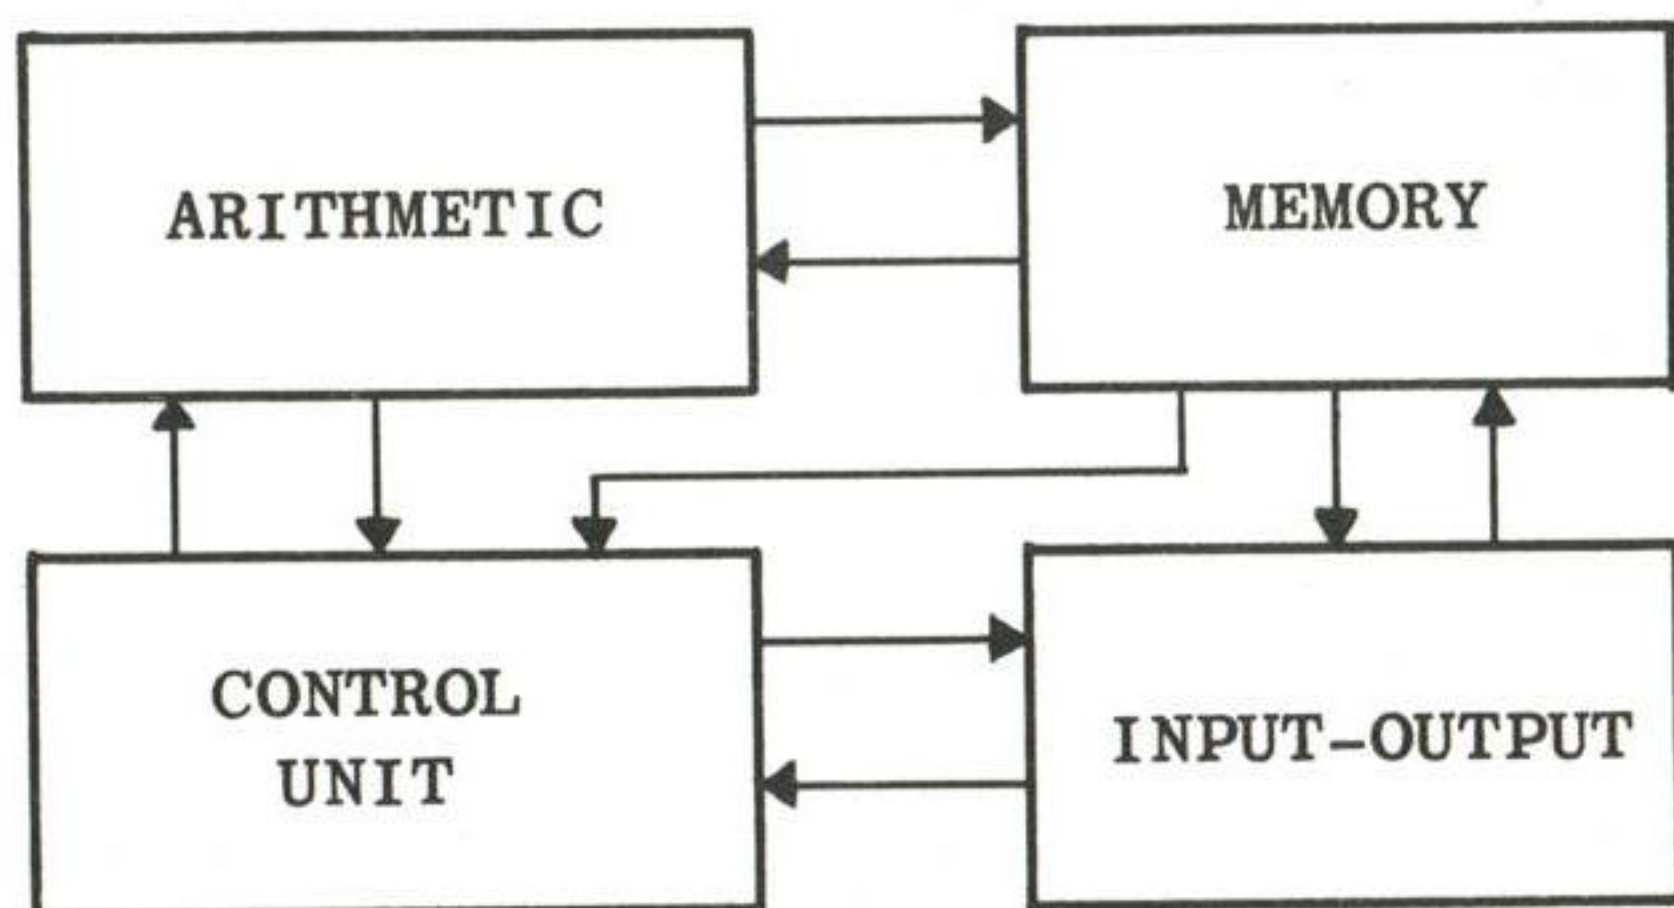 ARITHMETIC
MEMORY
CONTROL
UNIT
INPUT-OUTPUT